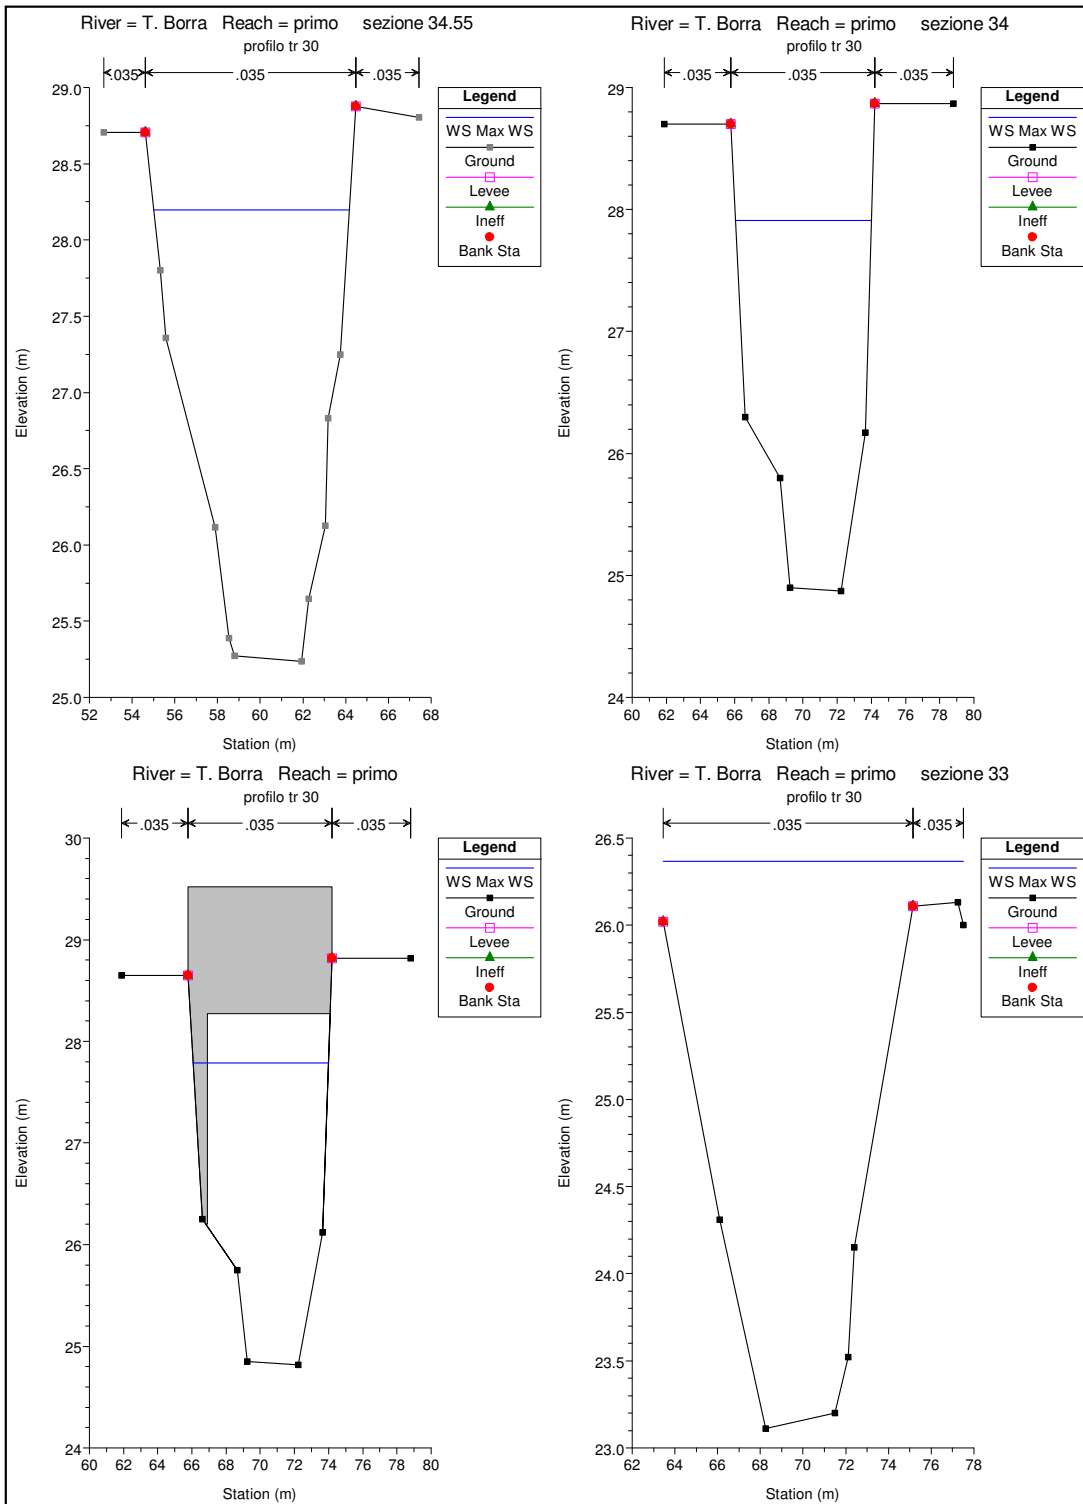 River = T. Borra   Reach = primo      sezione 34.55
profilo tr 30
.035
.035
.035
29.0
28.5
28.0
27.5
27.0
26.5
26.0
25.5
25.0
Elevation (m)
52
54
56
58
60
62
64
66
68
Station (m)
Legend
WS Max WS
Ground
Levee
Ineff
Bank Sta
River = T. Borra   Reach = primo      sezione 34
profilo tr 30
.035
.035
.035
29
28
27
26
25
24
Elevation (m)
60
62
64
66
68
70
72
74
76
78
80
Station (m)
Legend
WS Max WS
Ground
Levee
Ineff
Bank Sta
River = T. Borra   Reach = primo
profilo tr 30
.035
.035
.035
30
29
28
27
26
25
24
Elevation (m)
60
62
64
66
68
70
72
74
76
78
80
Station (m)
Legend
WS Max WS
Ground
Levee
Ineff
Bank Sta
River = T. Borra   Reach = primo      sezione 33
profilo tr 30
.035
.035
26.5
26.0
25.5
25.0
24.5
24.0
23.5
23.0
Elevation (m)
62
64
66
68
70
72
74
76
78
Station (m)
Legend
WS Max WS
Ground
Levee
Ineff
Bank Sta